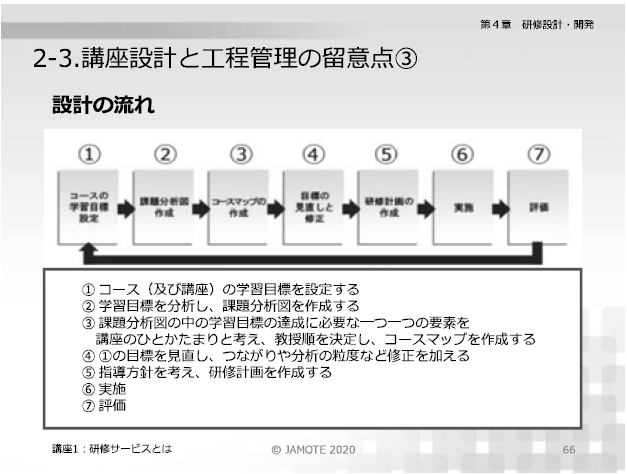 第4章 研修設計・開発
2-3.講座設計と工程管理の留意点③
設計の流れ
① ② ③ ④ ⑤ ⑥ ⑦
コースの
学習目標
設定
課題分析図
作成
コースマップの
作成
目標の
見直しと
修正
研修計画の
作成
実施
評価
① コース（及び講座）の学習目標を設定する
② 学習目標を分析し、課題分析図を作成する
③ 課題分析図の中の学習目標の達成に必要な一つ一つの要素を
講座のひとかたまりと考え、教授順を決定し、コースマップを作成する
④ ①の目標を見直し、つながりや分析の粒度など修正を加える
⑤ 指導方針を考え、研修計画を作成する
⑥ 実施
⑦ 評価
講座1：研修サービスとは
© JAMOTE 2020
66